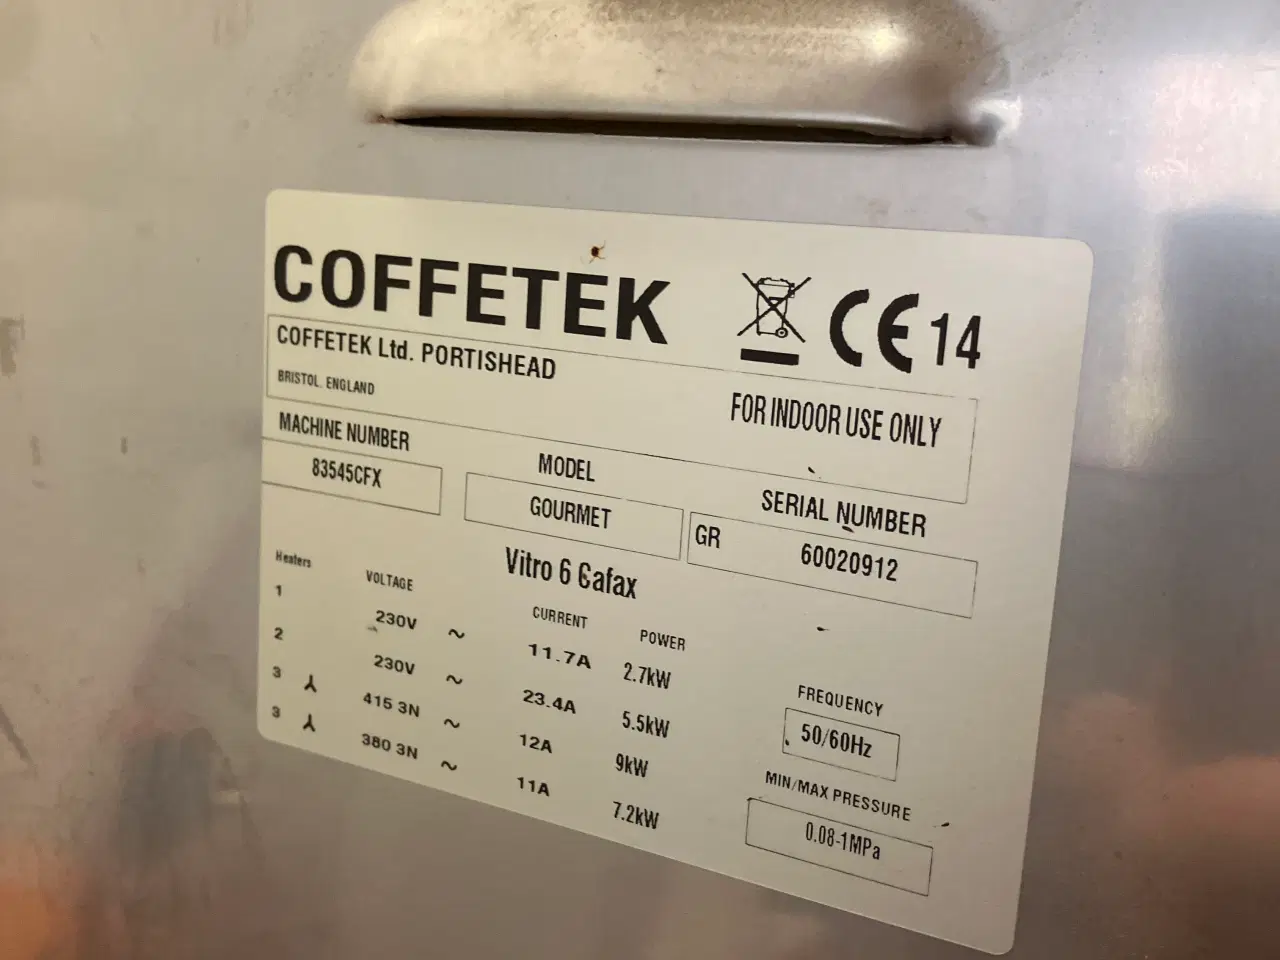 COFFETEK
CE 14
COFFETEK Ltd. PORTISHEAD
BRISTOL. ENGLAND
FOR INDOOR USE ONLY
MACHINE NUMBER MODEL SERIAL NUMBER
83545CFX GOURMET GR 60020912
Vitro 6 Gafax
Heaters VOLTAGE CURRENT POWER
1 230V ~ 11.7A 2.7kW
2 230V ~ 23.4A 5.5kW
3 415 3N ~ 12A 9kW
3 380 3N ~ 11A 7.2kW
FREQUENCY
50/60Hz
MIN/MAX PRESSURE
0.08-1MPa